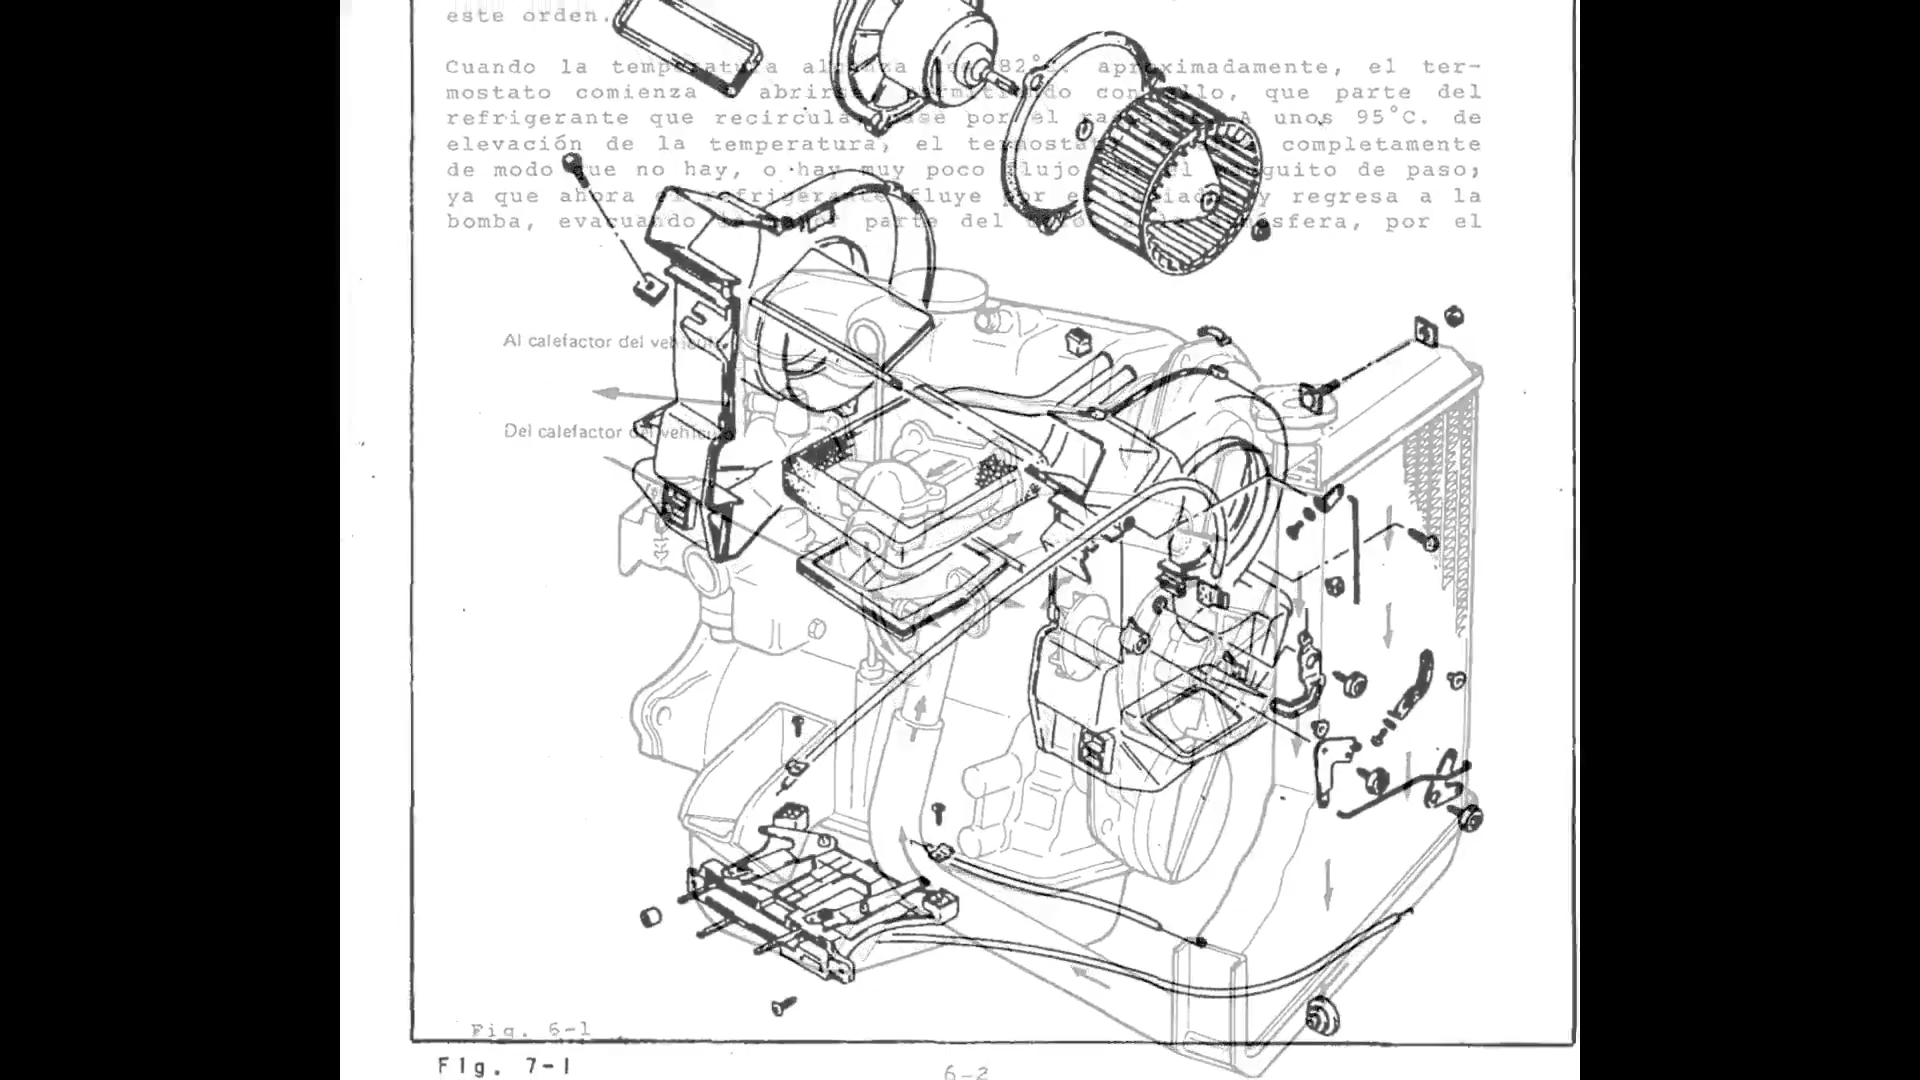 este orden.
Cuando la temperatura alcanza los 82°C. aproximadamente, el ter-
mostato comienza a abrirse, permitiendo con ello, que parte del
refrigerante que recircula, pase por el radiador. A unos 95°C. de
elevación de la temperatura, el termostato completamente
de modo que no hay, o hay muy poco flujo por el manguito de paso;
ya que ahora el refrigerante fluye por el radiador y regresa a la
bomba, evacuando la mayor parte del calor a la atmósfera, por el
Al calefactor del vehículo
Del calefactor del vehículo
Fig. 6-1
Fig. 7-1
6-2